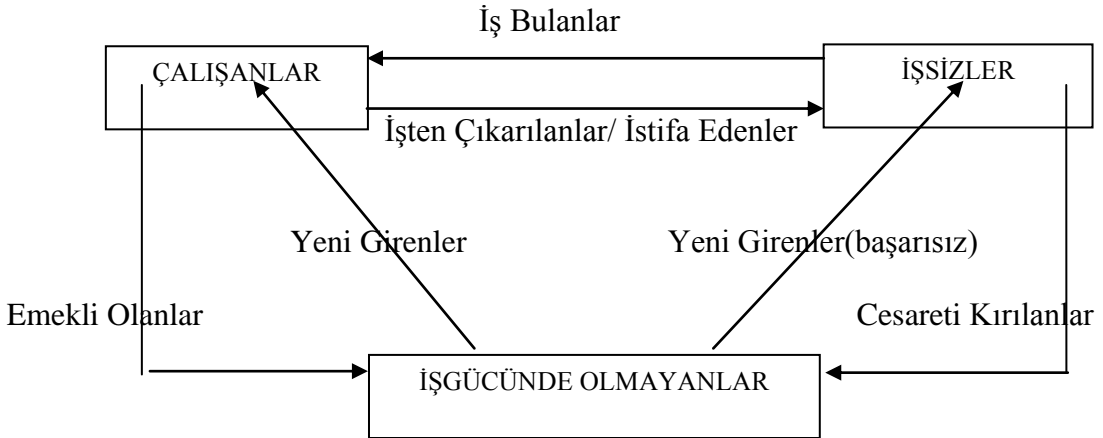 İş Bulanlar
ÇALIŞANLAR
İŞSİZLER
İşten Çıkarılanlar/ İstifa Edenler
Yeni Girenler
Yeni Girenler(başarısız)
Emekli Olanlar
Cesareti Kırılanlar
İŞGÜCÜNDE OLMAYANLAR